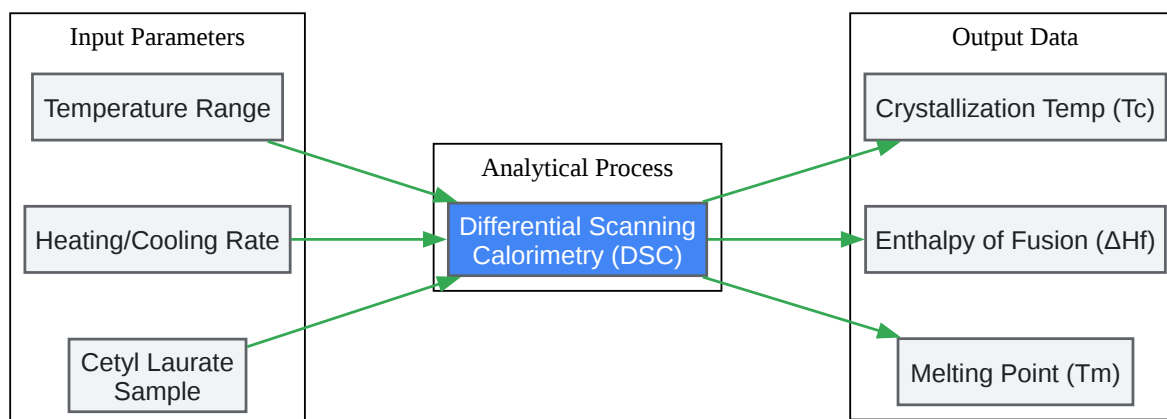 Input Parameters
Temperature Range
Heating/Cooling Rate
Cetyl Laurate
Sample
Analytical Process
Differential Scanning
Calorimetry (DSC)
Output Data
Crystallization Temp (Tc)
Enthalpy of Fusion (ΔHf)
Melting Point (Tm)